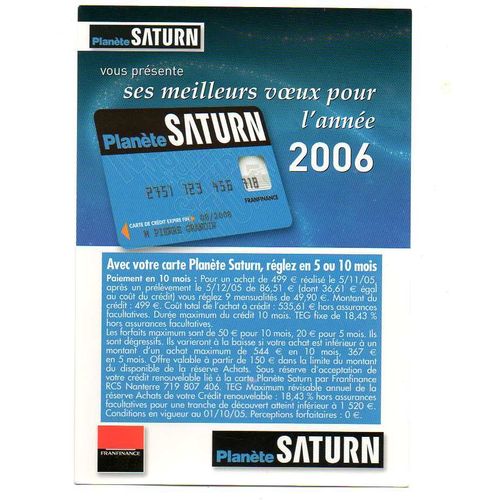 Planète SATURN
vous présente
ses meilleurs vœux pour
l'année
2006
Planète SATURN
2751 123 456 718
FRANFINANCE
CARTE DE CRÉDIT EXPIRE FIN 08/2008
M PIERRE GRANDIN
Avec votre carte Planète Saturn, réglez en 5 ou 10 mois
Paiement en 10 mois : Pour un achat de 499 € réalisé le 5/11/05,
après un prélèvement le 5/12/05 de 86,51 € (dont 36,61 € égal
au coût du crédit) vous réglez 9 mensualités de 49,90 €. Montant du
crédit : 499 €. Coût total de l'achat à crédit : 535,61 € hors assurances
facultatives. Durée maximum du crédit 10 mois. TEG fixe de 18,43 %
hors assurances facultatives.
Les forfaits maximum sont de 50 € pour 10 mois, 20 € pour 5 mois. Ils
sont dégressifs. Ils varieront à la baisse si votre achat est inférieur à un
montant d'un achat maximum de 544 € en 10 mois, 367 €
en 5 mois. Offre valable à partir de 150 € dans la limite du montant
du disponible de la réserve Achats. Sous réserve d'acceptation de
votre crédit renouvelable lié à la carte Planète Saturn par Franfinance
RCS Nanterre 719 807 406. TEG Maximum révisable annuel de la
réserve Achats de votre Crédit renouvelable : 18,43 % hors assurances
facultatives pour une tranche de découvert atteint inférieur à 1 520 €.
Conditions en vigueur au 01/10/05. Perceptions forfaitaires : 0 €.
FRANFINANCE
Planète SATURN